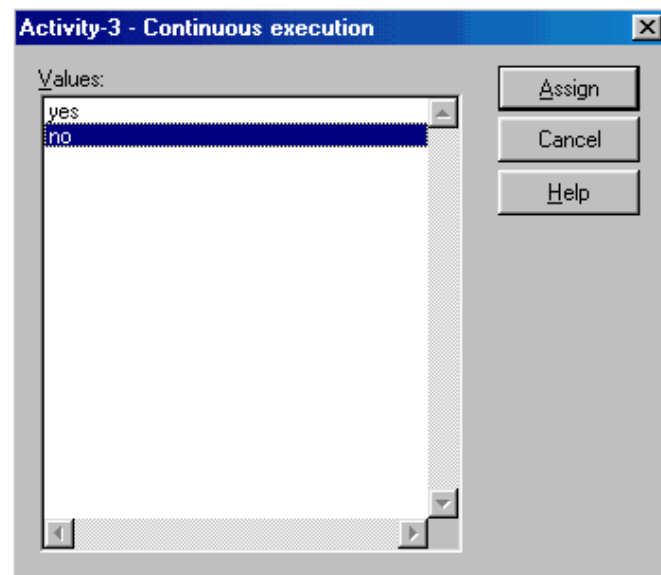 Activity-3 - Continuous execution
Values:
yes
no
Assign
Cancel
Help